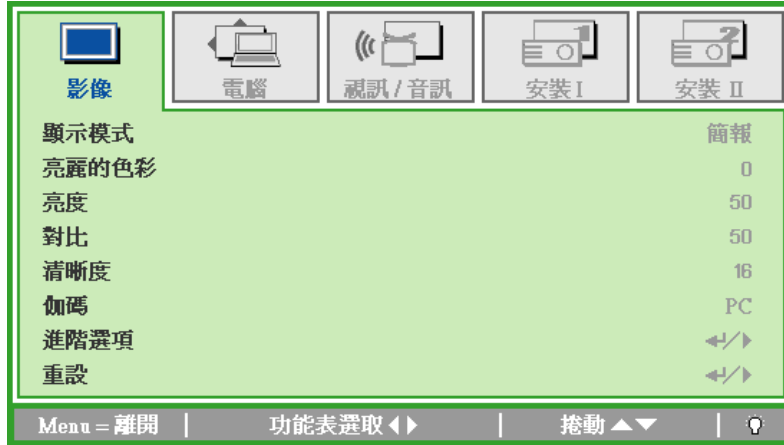 影像 電腦 視訊 / 音訊 安裝 I 安裝 II
顯示模式 簡報
亮麗的色彩 0
亮度 50
對比 50
清晰度 16
伽碼 PC
進階選項
重設
Menu = 離開 功能表選取 捲動